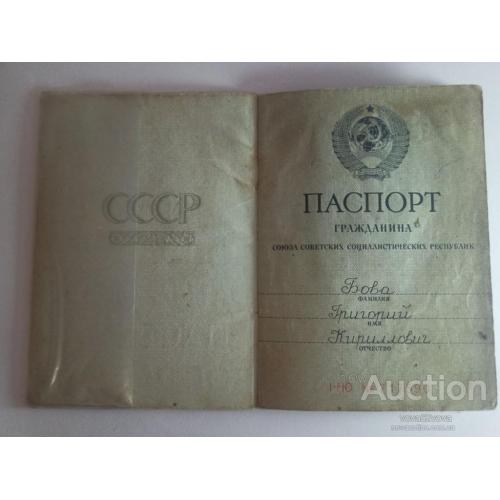 СССР
ПАСПОРТ
ГРАЖДАНИНА
СОЮЗА СОВЕТСКИХ СОЦИАЛИСТИЧЕСКИХ РЕСПУБЛИК
Бова
ФАМИЛИЯ
Григорий
ИМЯ
Кириллович
ОТЧЕСТВО
Auction